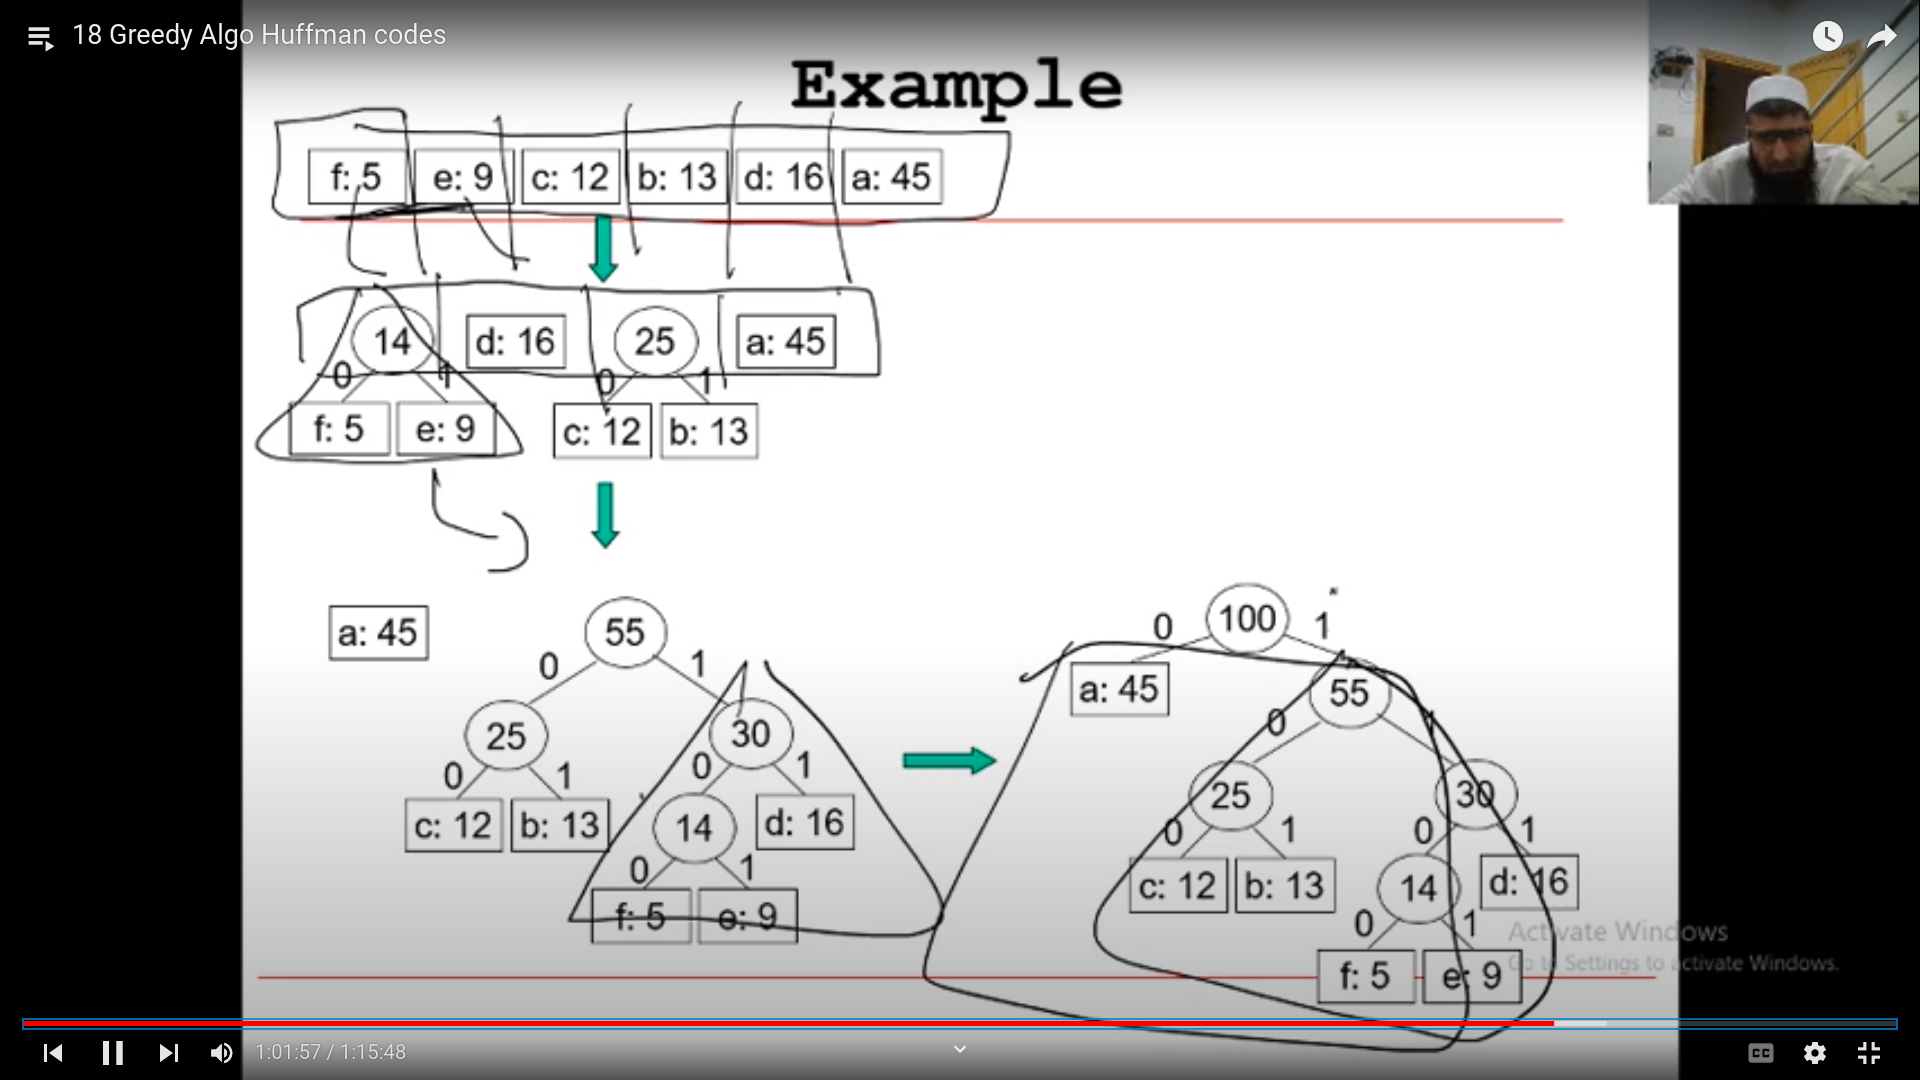 18 Greedy Algo Huffman codes
Example
f: 5 e: 9 c: 12 b: 13 d: 16 a: 45
14 d: 16 25 a: 45
0 1 0 1
f: 5 e: 9 c: 12 b: 13
a: 45 55
0 1
25 30
0 1 0 1
c: 12 b: 13 14 d: 16
0 1
f: 5 e: 9
100
0 1
a: 45 55
0 1
25 30
0 1 0 1
c: 12 b: 13 14 d: 16
0 1
f: 5 e: 9
Activate Windows
Go to Settings to activate Windows.
1:01:57 / 1:15:48
CC